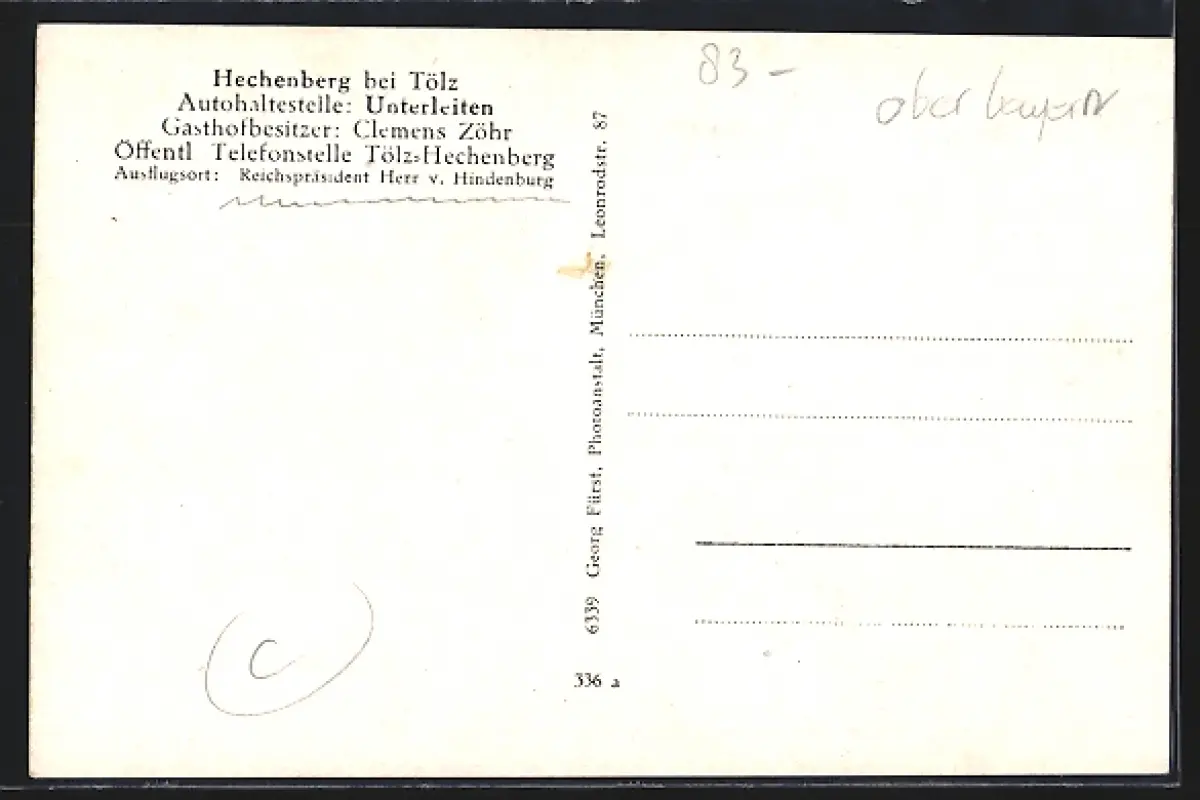 Hechenberg bei Tölz
Autohaltestelle: Unterleiten
Gasthofbesitzer: Clemens Zöhr
Öffentl Telefonstelle Tölz-Hechenberg
Ausflugsort: Reichspräsident Herr v. Hindenburg
6339 Georg Fürst, Photoanstalt, München, Leonrodstr. 87
336 a
83 -
oberbayern
C